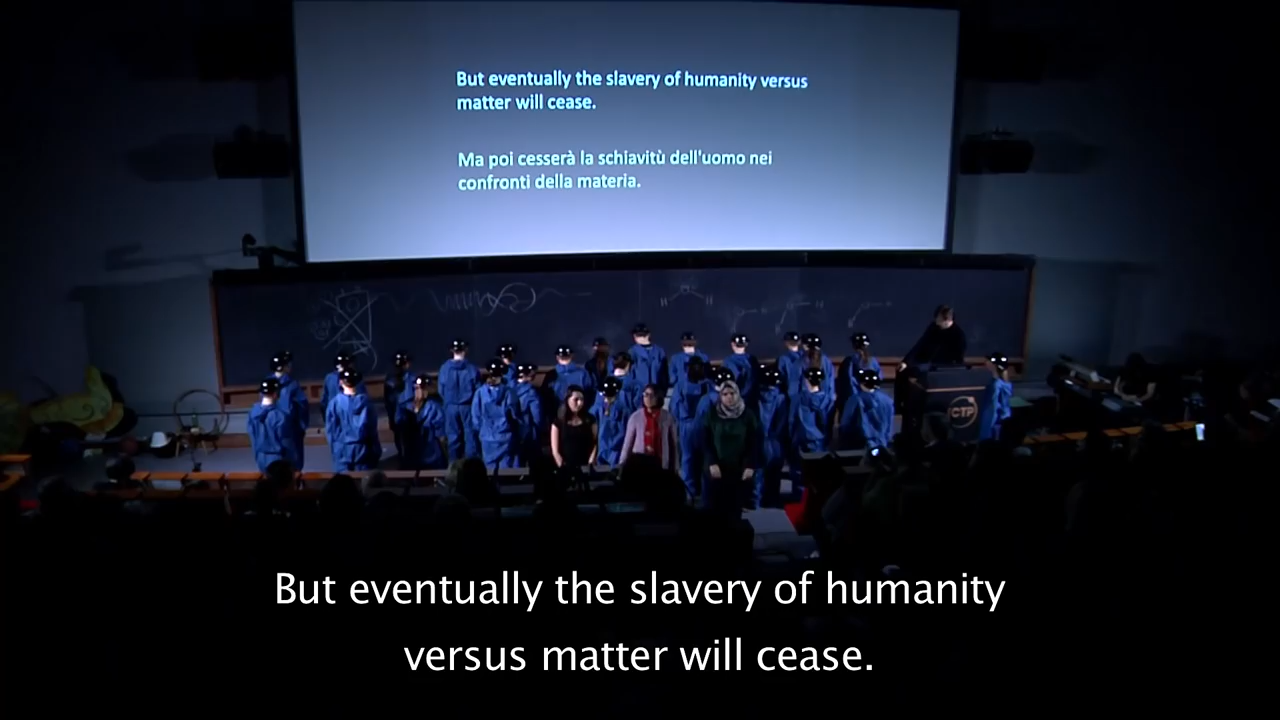 But eventually the slavery of humanity versus
matter will cease.
Ma poi cesserà la schiavitù dell'uomo nei
confronti della materia.
CTP
But eventually the slavery of humanity
versus matter will cease.